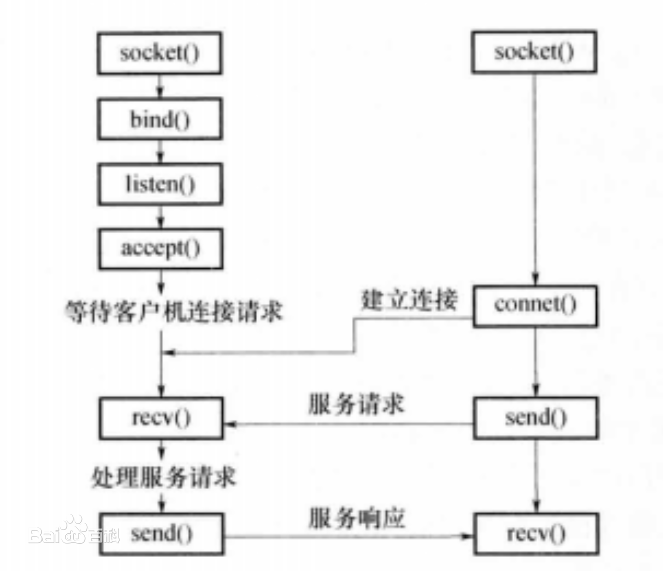 socket()
socket()
bind()
listen()
accept()
等待客户机连接请求
建立连接
connet()
recv()
服务请求
send()
处理服务请求
Bai百科
send()
服务响应
recv()